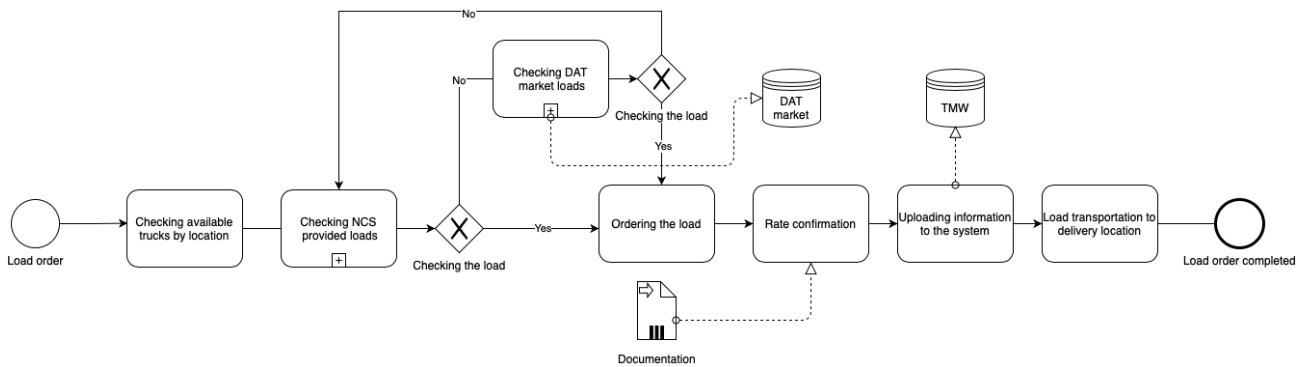 No
No
Checking DAT
market loads
Checking the load
DAT
market
TMW
Yes
Load order
Checking available
trucks by location
Checking NCS
provided loads
Checking the load
Yes
Ordering the load
Rate confirmation
Uploading information
to the system
Load transportation to
delivery location
Load order completed
Documentation